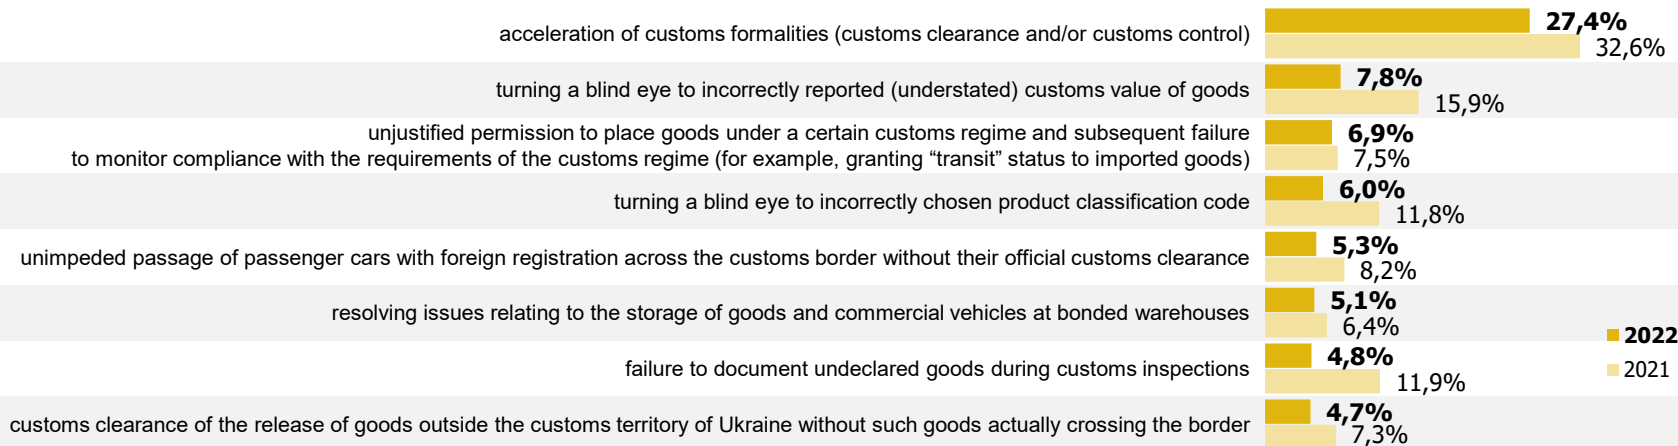 acceleration of customs formalities (customs clearance and/or customs control)
27,4%
32,6%
turning a blind eye to incorrectly reported (understated) customs value of goods
7,8%
15,9%
unjustified permission to place goods under a certain customs regime and subsequent failure
to monitor compliance with the requirements of the customs regime (for example, granting “transit” status to imported goods)
6,9%
7,5%
turning a blind eye to incorrectly chosen product classification code
6,0%
11,8%
unimpeded passage of passenger cars with foreign registration across the customs border without their official customs clearance
5,3%
8,2%
resolving issues relating to the storage of goods and commercial vehicles at bonded warehouses
5,1%
6,4%
failure to document undeclared goods during customs inspections
4,8%
11,9%
customs clearance of the release of goods outside the customs territory of Ukraine without such goods actually crossing the border
4,7%
7,3%
2022
2021